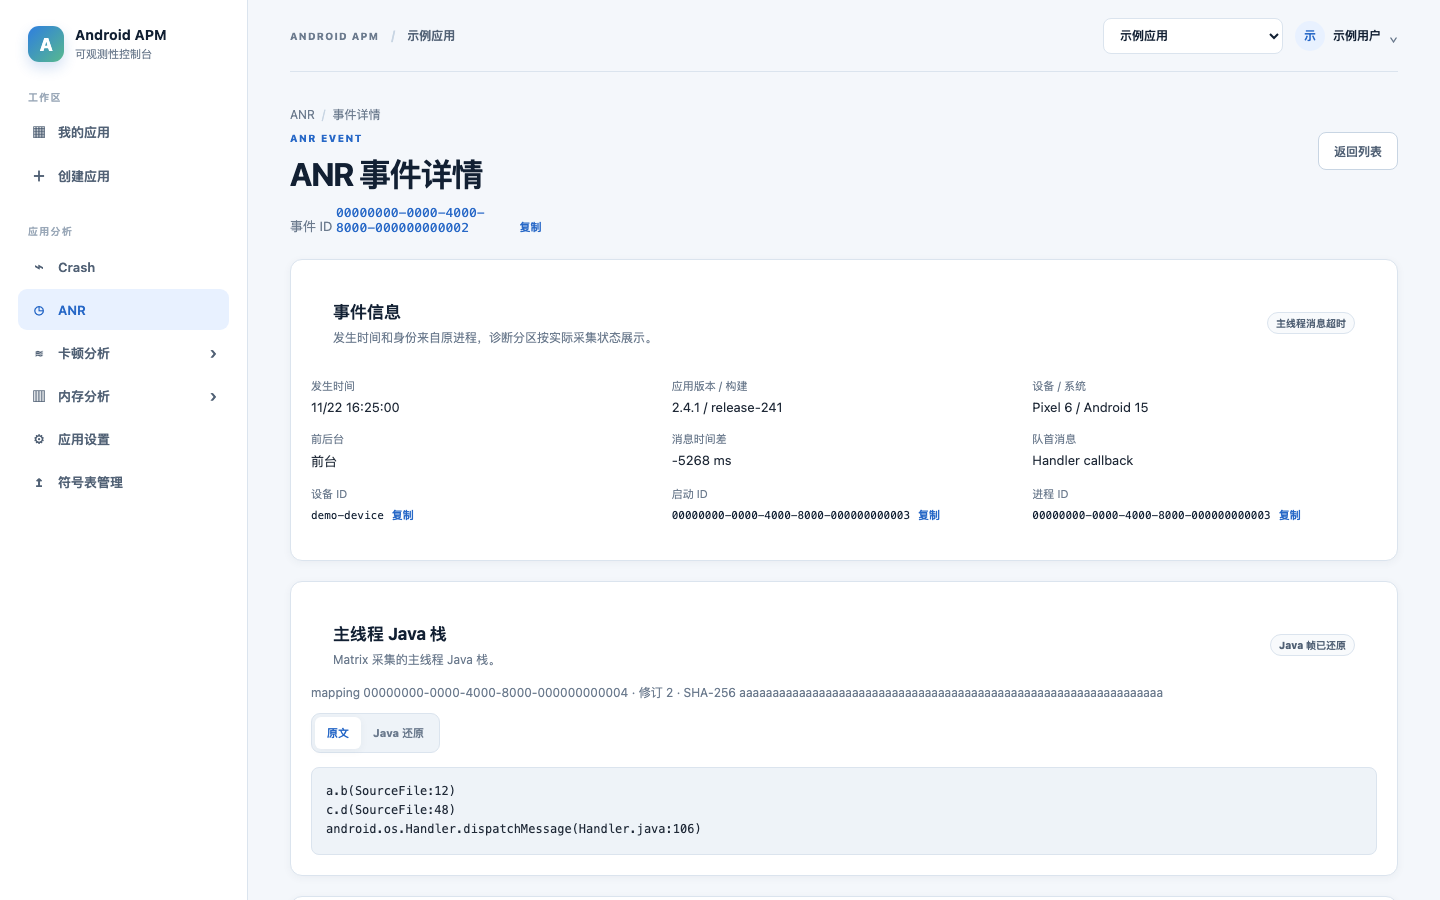 A
Android APM
可观测性控制台
工作区
我的应用
创建应用
应用分析
Crash
ANR
卡顿分析
内存分析
应用设置
符号表管理
ANDROID APM / 示例应用
示例应用
示 示例用户
ANR / 事件详情
ANR EVENT
ANR 事件详情
返回列表
事件 ID 00000000-0000-4000-
8000-000000000002 复制
事件信息
发生时间和身份来自原进程，诊断分区按实际采集状态展示。
主线程消息超时
发生时间 应用版本 / 构建 设备 / 系统
11/22 16:25:00 2.4.1 / release-241 Pixel 6 / Android 15
前后台 消息时间差 队首消息
前台 -5268 ms Handler callback
设备 ID 启动 ID 进程 ID
demo-device 复制 00000000-0000-4000-8000-000000000003 复制 00000000-0000-4000-8000-000000000003 复制
主线程 Java 栈
Matrix 采集的主线程 Java 栈。
Java 帧已还原
mapping 00000000-0000-4000-8000-000000000004 · 修订 2 · SHA-256 aaaaaaaaaaaaaaaaaaaaaaaaaaaaaaaaaaaaaaaaaaaaaaaaaaaaaaaaaaaaaaaa
原文 Java 还原
a.b(SourceFile:12)
c.d(SourceFile:48)
android.os.Handler.dispatchMessage(Handler.java:106)